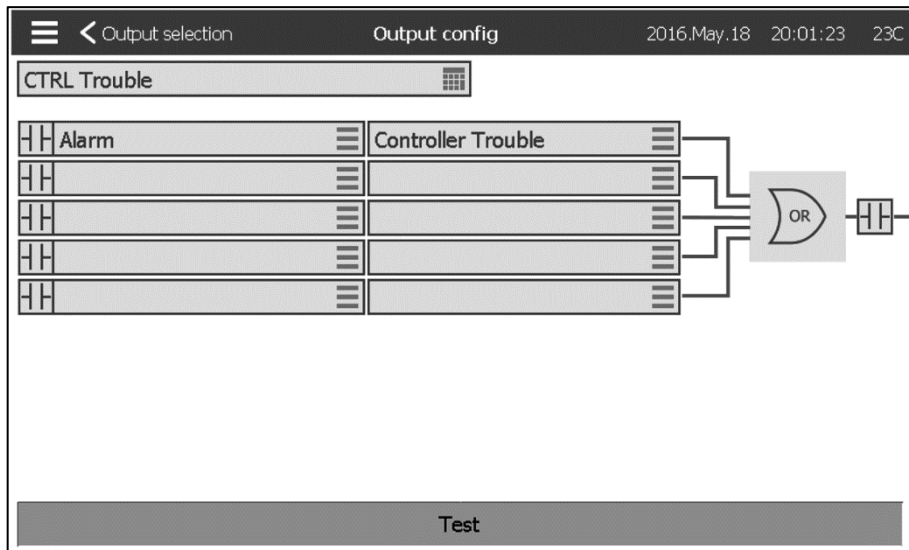 Output selection Output config 2016.May.18 20:01:23 23C
CTRL Trouble
Alarm Controller Trouble
OR
Test